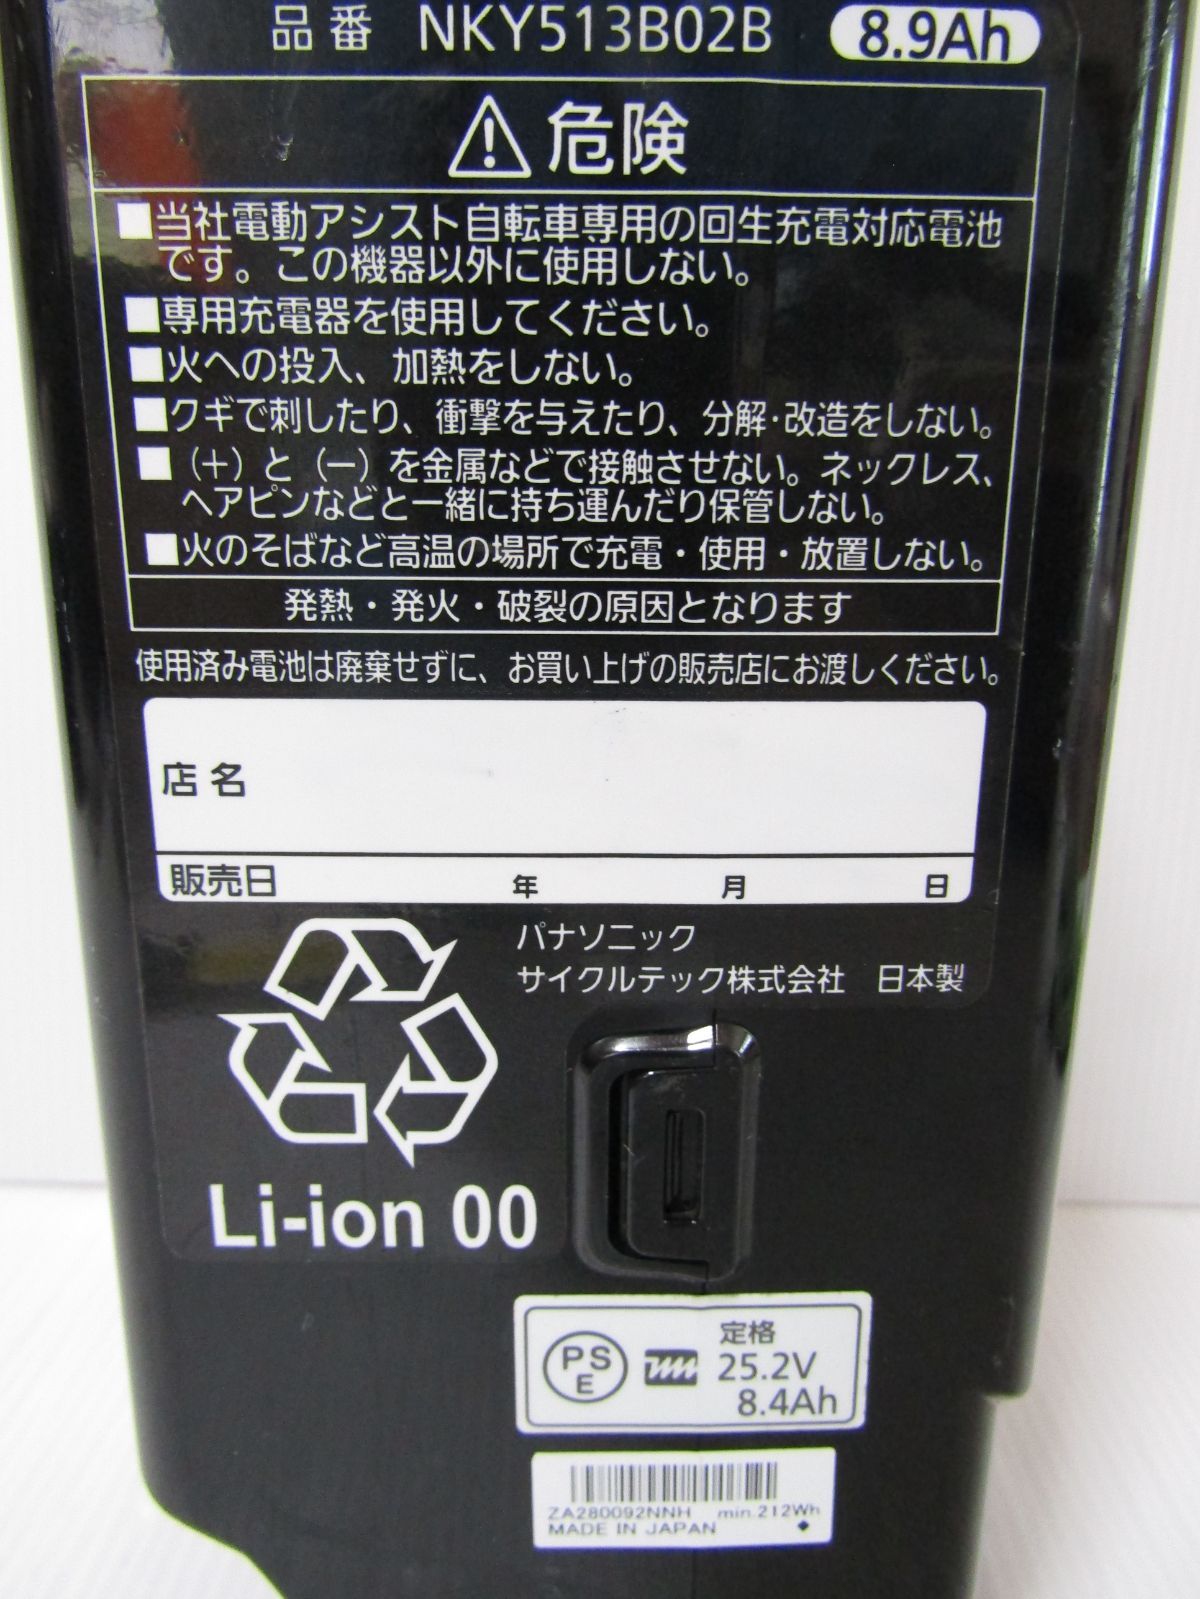 品番 NKY513B02B 8.9Ah
危険
■当社電動アシスト自転車専用の回生充電対応電池
です。この機器以外に使用しない。
■専用充電器を使用してください。
■火への投入、加熱をしない。
■クギで刺したり、衝撃を与えたり、分解・改造をしない。
■（＋）と（－）を金属などで接触させない。ネックレス、
ヘアピンなどと一緒に持ち運んだり保管しない。
■火のそばなど高温の場所で充電・使用・放置しない。
発熱・発火・破裂の原因となります
使用済み電池は廃棄せずに、お買い上げの販売店にお渡しください。
店名
販売日 年 月 日
パナソニック
サイクルテック株式会社 日本製
Li-ion 00
PSE
定格
25.2V
8.4Ah
ZA280092NNH min.212Wh
MADE IN JAPAN